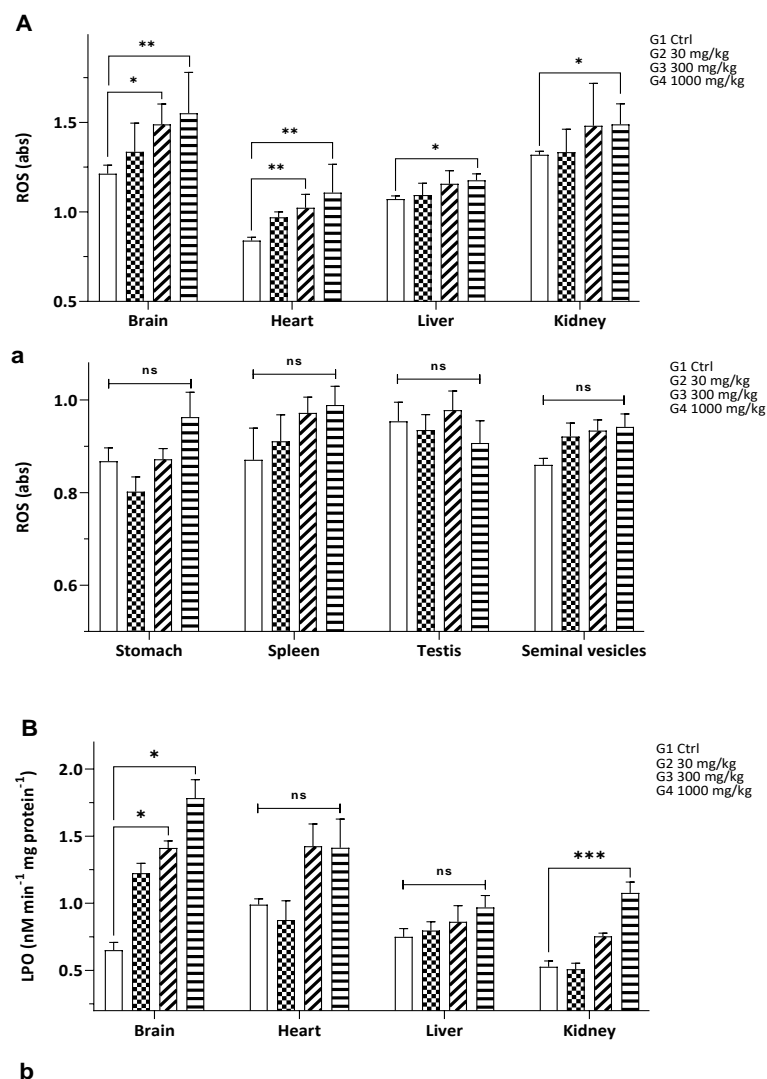 A
G1 Ctrl
G2 30 mg/kg
G3 300 mg/kg
G4 1000 mg/kg
ROS (abs)
2.0
1.5
1.0
0.5
**
*
**
**
*
*
Brain Heart Liver Kidney
a
G1 Ctrl
G2 30 mg/kg
G3 300 mg/kg
G4 1000 mg/kg
ROS (abs)
1.0
0.8
0.6
ns ns ns ns
Stomach Spleen Testis Seminal vesicles
B
G1 Ctrl
G2 30 mg/kg
G3 300 mg/kg
G4 1000 mg/kg
LPO (nM min⁻¹ mg protein⁻¹)
2.0
1.5
1.0
0.5
*
*
ns
ns
***
Brain Heart Liver Kidney
b